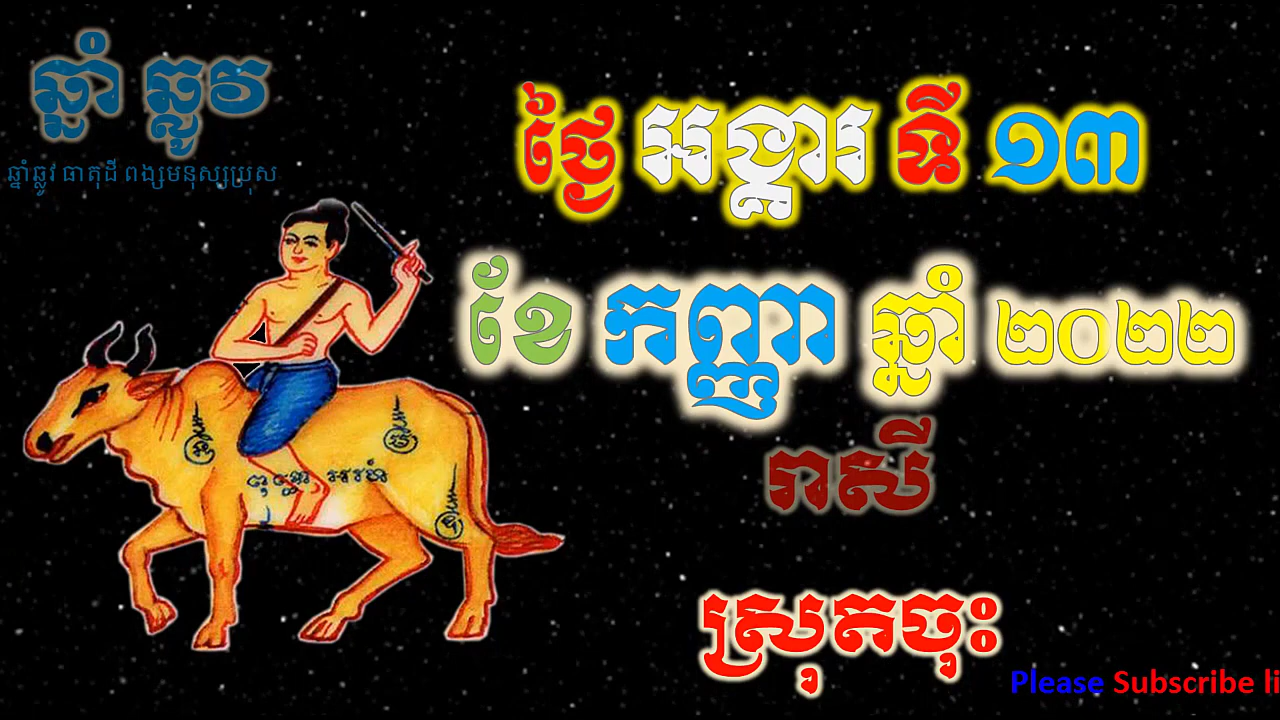 ឆ្នាំ ឆ្លូវ
ឆ្នាំឆ្លូវ ធាតុដី ពង្សមនុស្សប្រុស
ថ្ងៃ អង្គារ ទី ១៣
ខែ កញ្ញា ឆ្នាំ ២០២២
រាសី
ស្រុតចុះ
Please Subscribe li